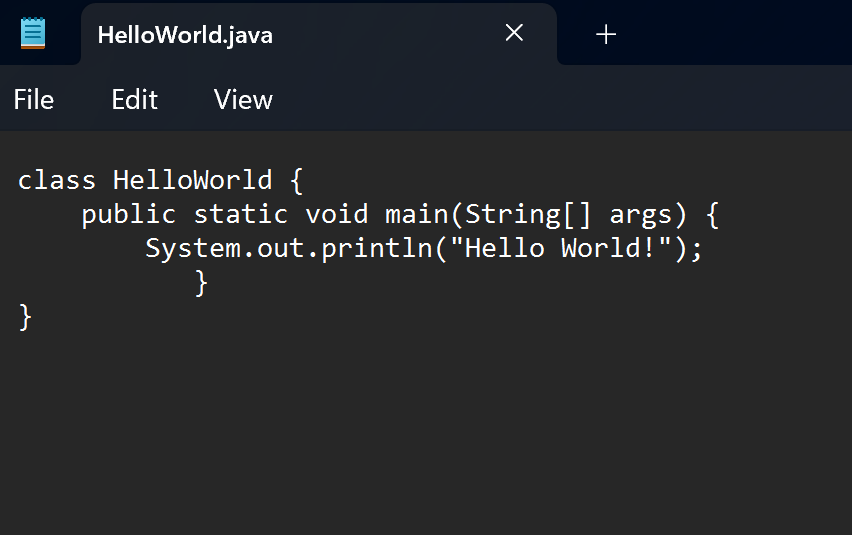 HelloWorld.java
File Edit View
class HelloWorld {
    public static void main(String[] args) {
        System.out.println("Hello World!");
           }
}